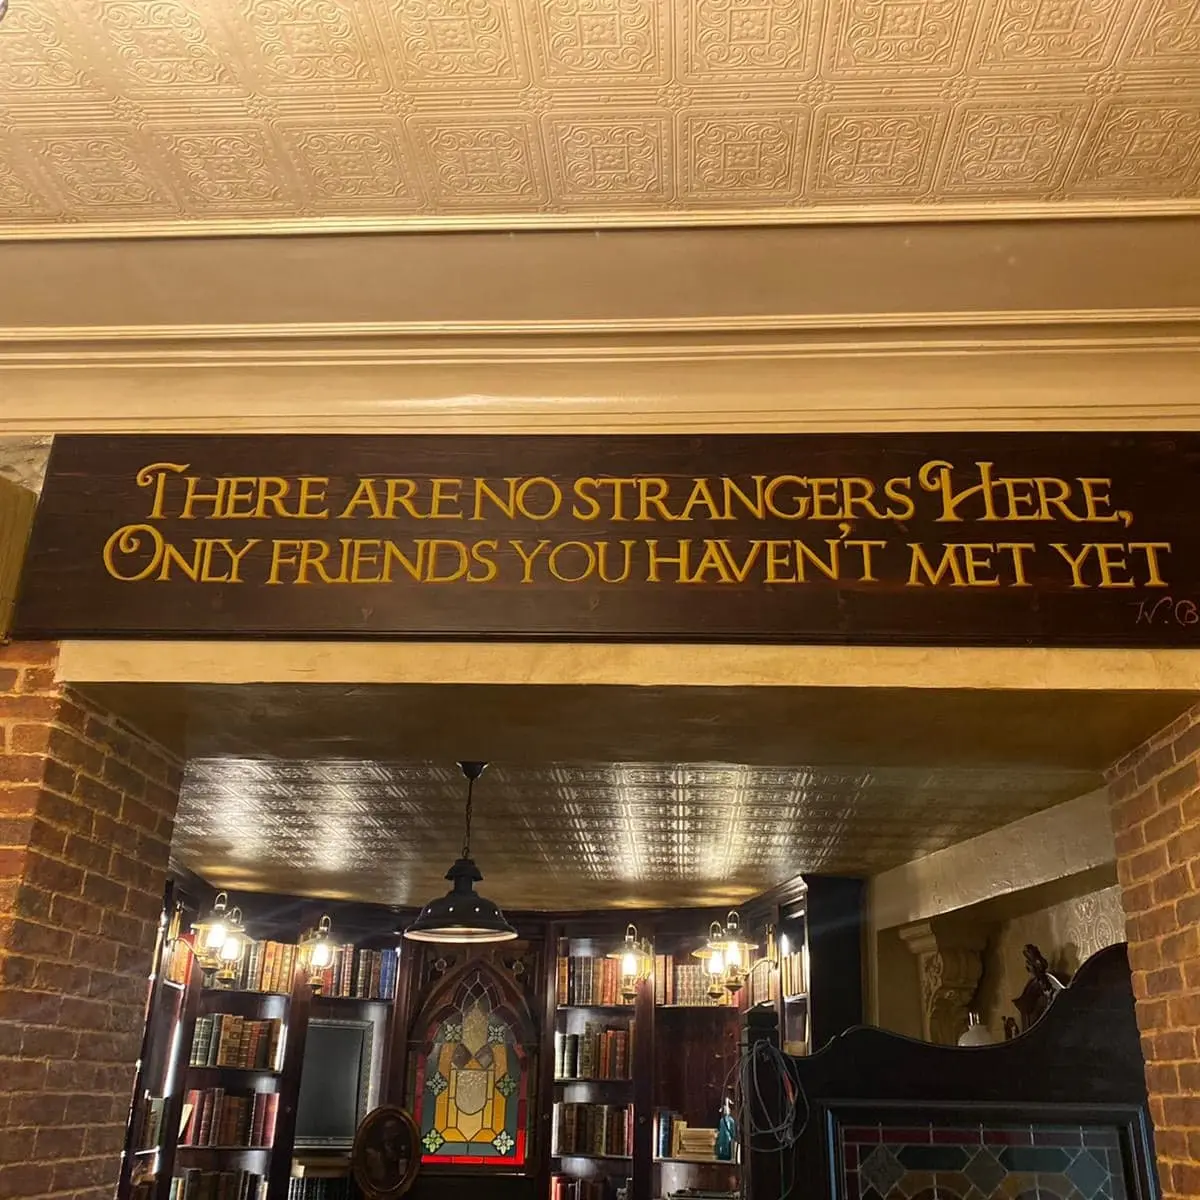 There are no strangers Here,
Only friends you haven't met yet
W.B